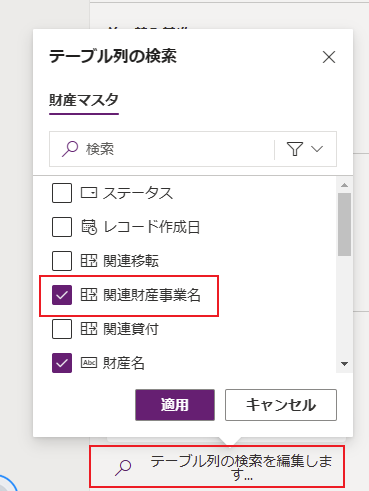 テーブル列の検索
財産マスタ
検索
ステータス
レコード作成日
関連移転
関連財産事業名
関連貸付
Abc 財産名
適用 キャンセル
テーブル列の検索を編集しま
す...